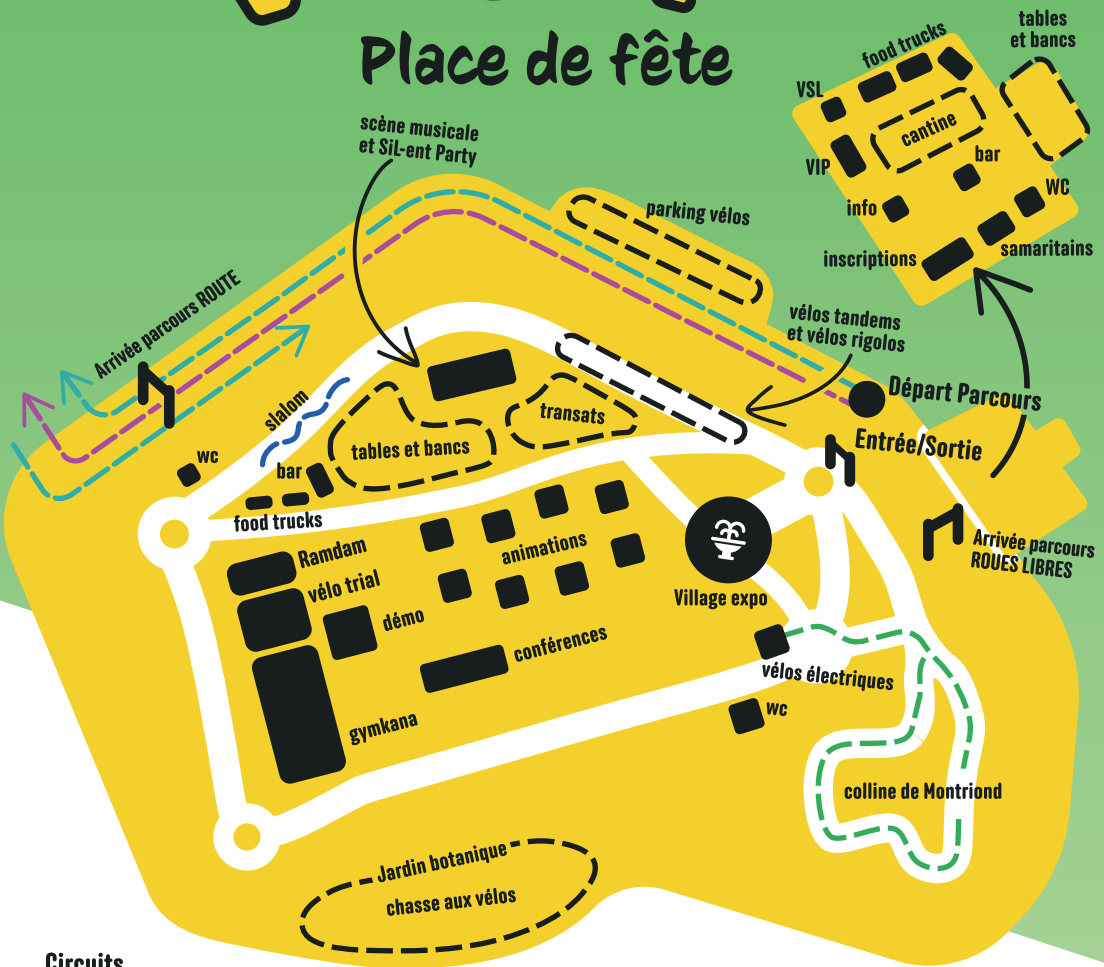 Place de fête
tables
et bancs
food trucks
VSL
cantine
VIP
bar
WC
info
inscriptions
samaritains
scène musicale
et SiL-ent Party
parking vélos
Arrivée parcours ROUTE
vélos tandems
et vélos rigolos
Départ Parcours
Entrée/Sortie
slalom
transats
tables et bancs
wc
bar
food trucks
Arrivée parcours
ROUES LIBRES
Ramdam
animations
vélo trial
Village expo
démo
conférences
vélos électriques
wc
gymkana
colline de Montriond
Jardin botanique
chasse aux vélos